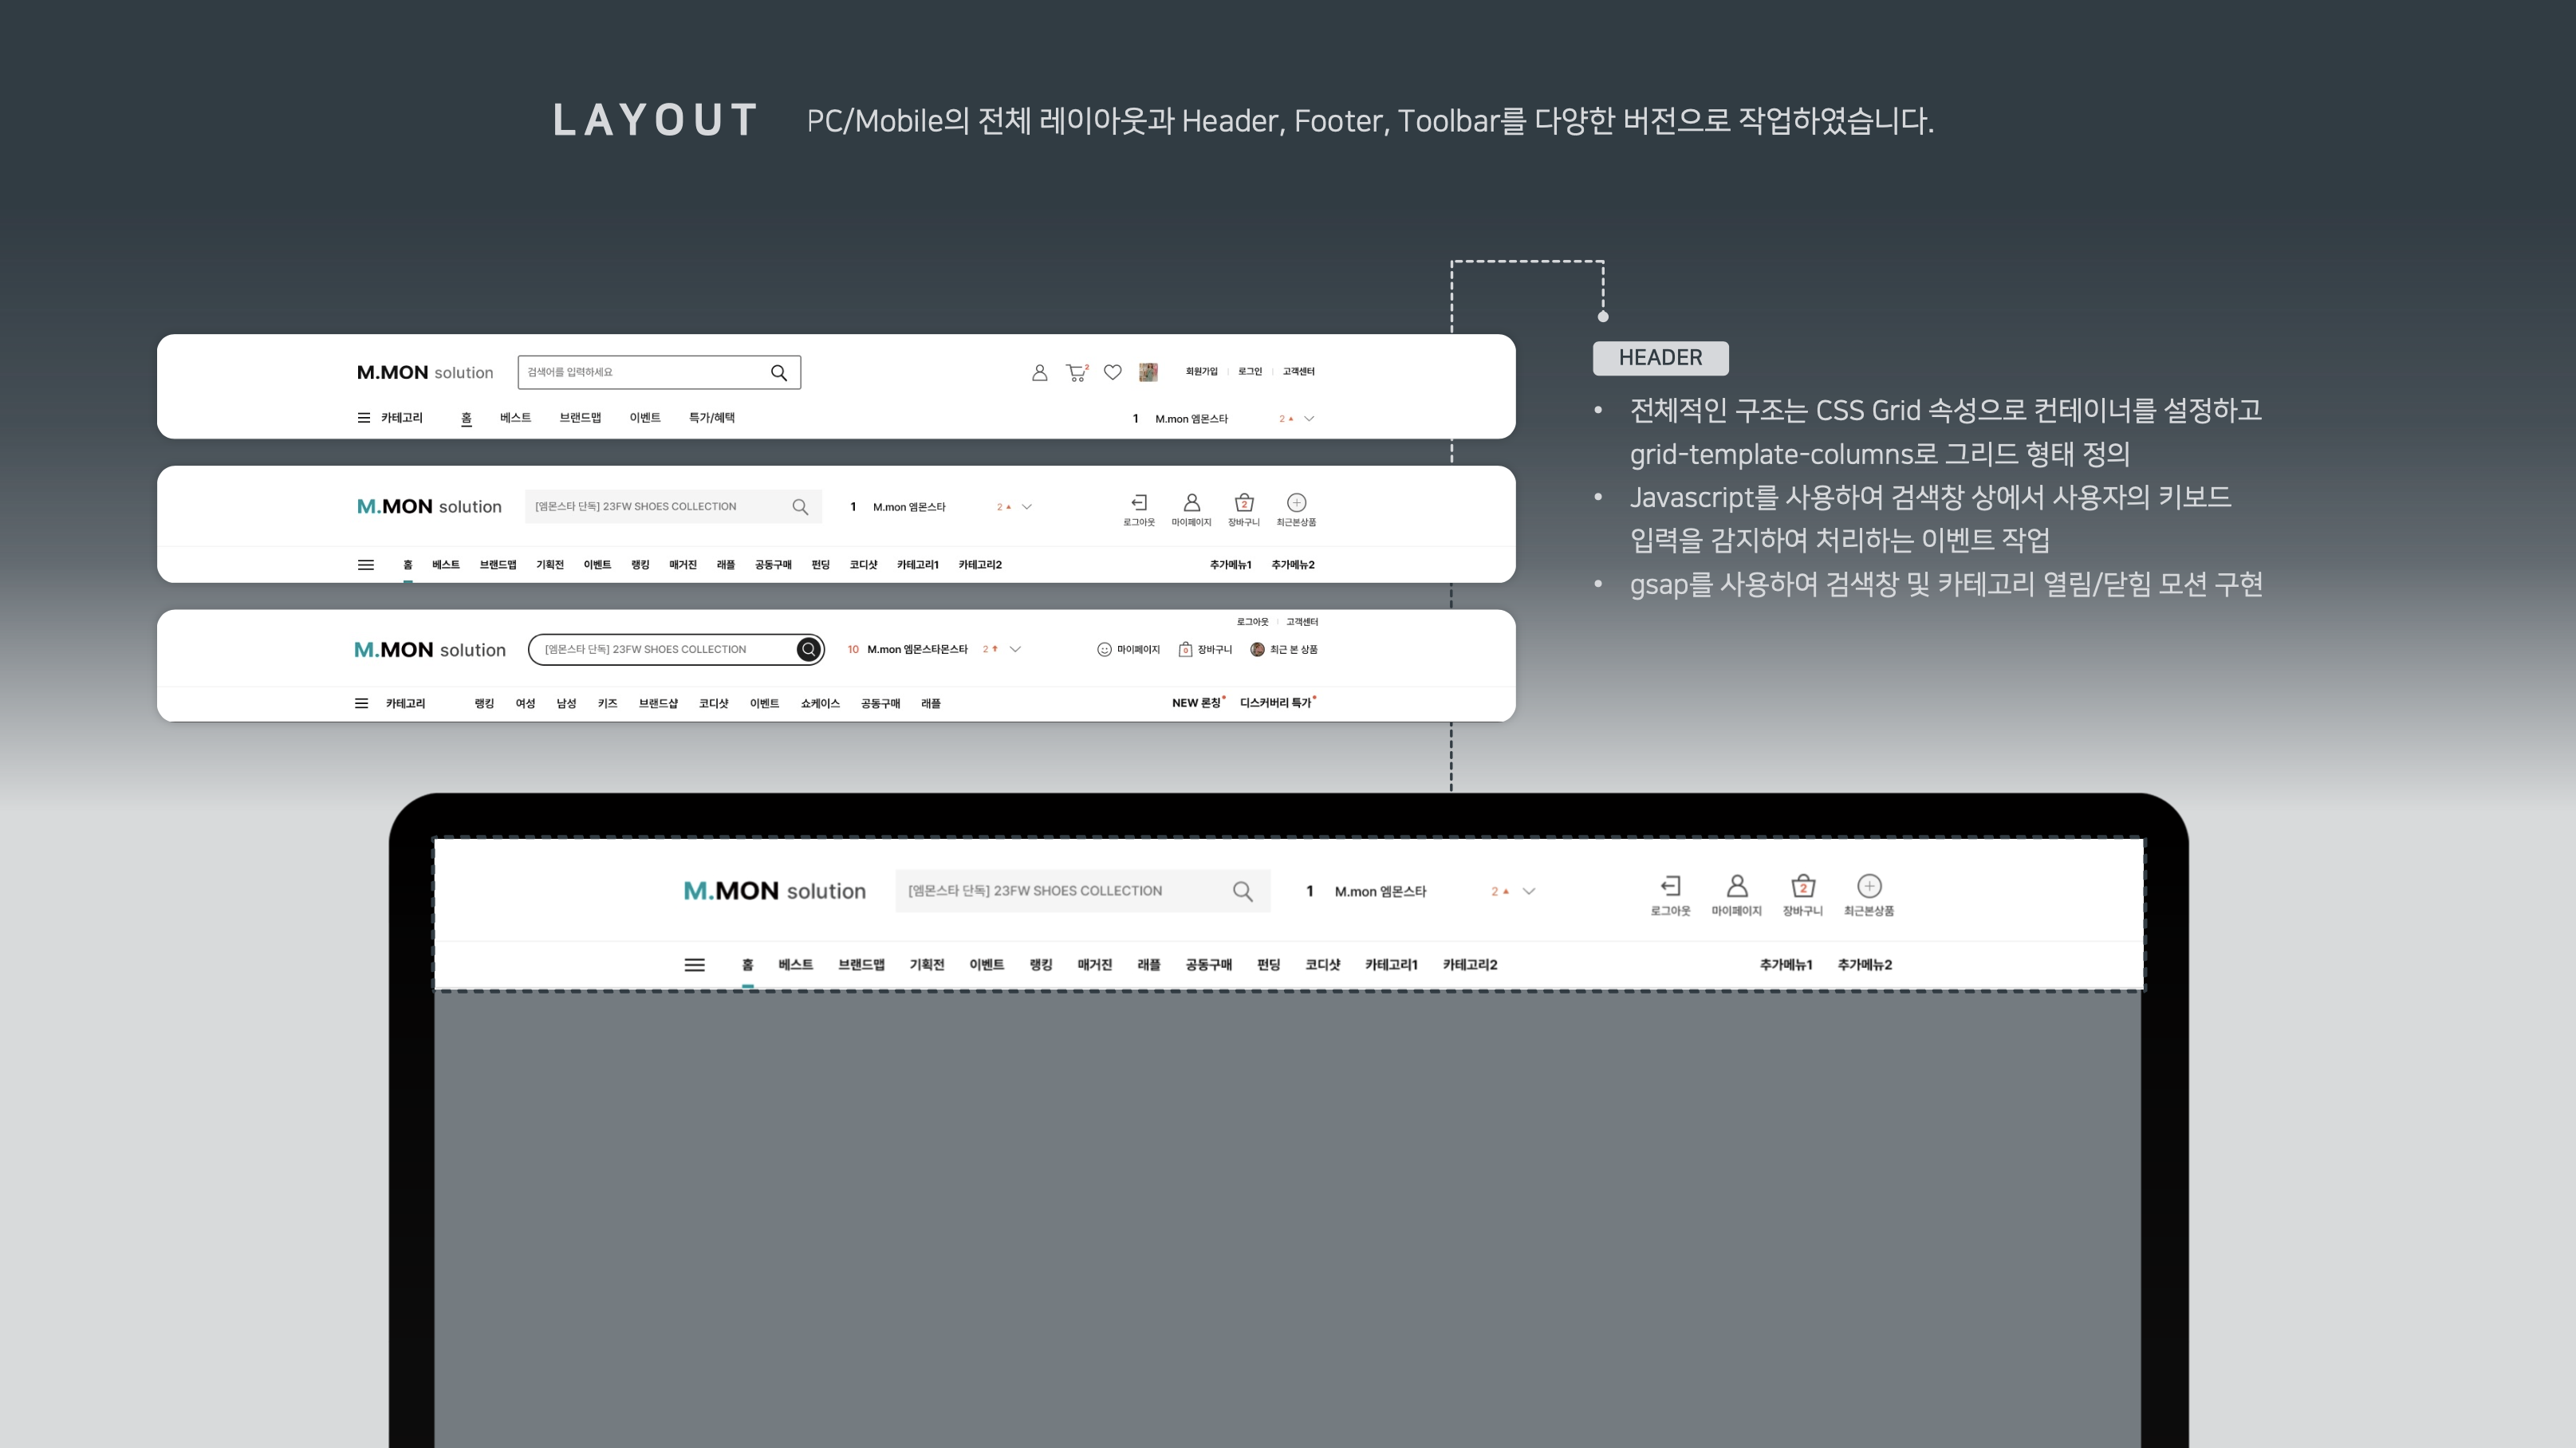 LAYOUT PC/Mobile의 전체 레이아웃과 Header, Footer, Toolbar를 다양한 버전으로 작업하였습니다.
M.MON solution 검색어를 입력하세요 2 회원가입 로그인 고객센터
카테고리 홈 베스트 브랜드맵 이벤트 특가/혜택 1 M.mon 엠몬스타 2
M.MON solution [엠몬스타 단독] 23FW SHOES COLLECTION 1 M.mon 엠몬스타 2 2
로그아웃 마이페이지 장바구니 최근본상품
홈 베스트 브랜드맵 기획전 이벤트 랭킹 매거진 래플 공동구매 펀딩 코디샷 카테고리1 카테고리2 추가메뉴1 추가메뉴2
로그아웃 고객센터
M.MON solution [엠몬스타 단독] 23FW SHOES COLLECTION 10 M.mon 엠몬스타몬스타 2 마이페이지 0 장바구니 최근 본 상품
카테고리 랭킹 여성 남성 키즈 브랜드샵 코디샷 이벤트 쇼케이스 공동구매 래플 NEW 론칭 디스커버리 특가
HEADER
• 전체적인 구조는 CSS Grid 속성으로 컨테이너를 설정하고
grid-template-columns로 그리드 형태 정의
• Javascript를 사용하여 검색창 상에서 사용자의 키보드
입력을 감지하여 처리하는 이벤트 작업
• gsap를 사용하여 검색창 및 카테고리 열림/닫힘 모션 구현
M.MON solution [엠몬스타 단독] 23FW SHOES COLLECTION 1 M.mon 엠몬스타 2 2
로그아웃 마이페이지 장바구니 최근본상품
홈 베스트 브랜드맵 기획전 이벤트 랭킹 매거진 래플 공동구매 펀딩 코디샷 카테고리1 카테고리2 추가메뉴1 추가메뉴2